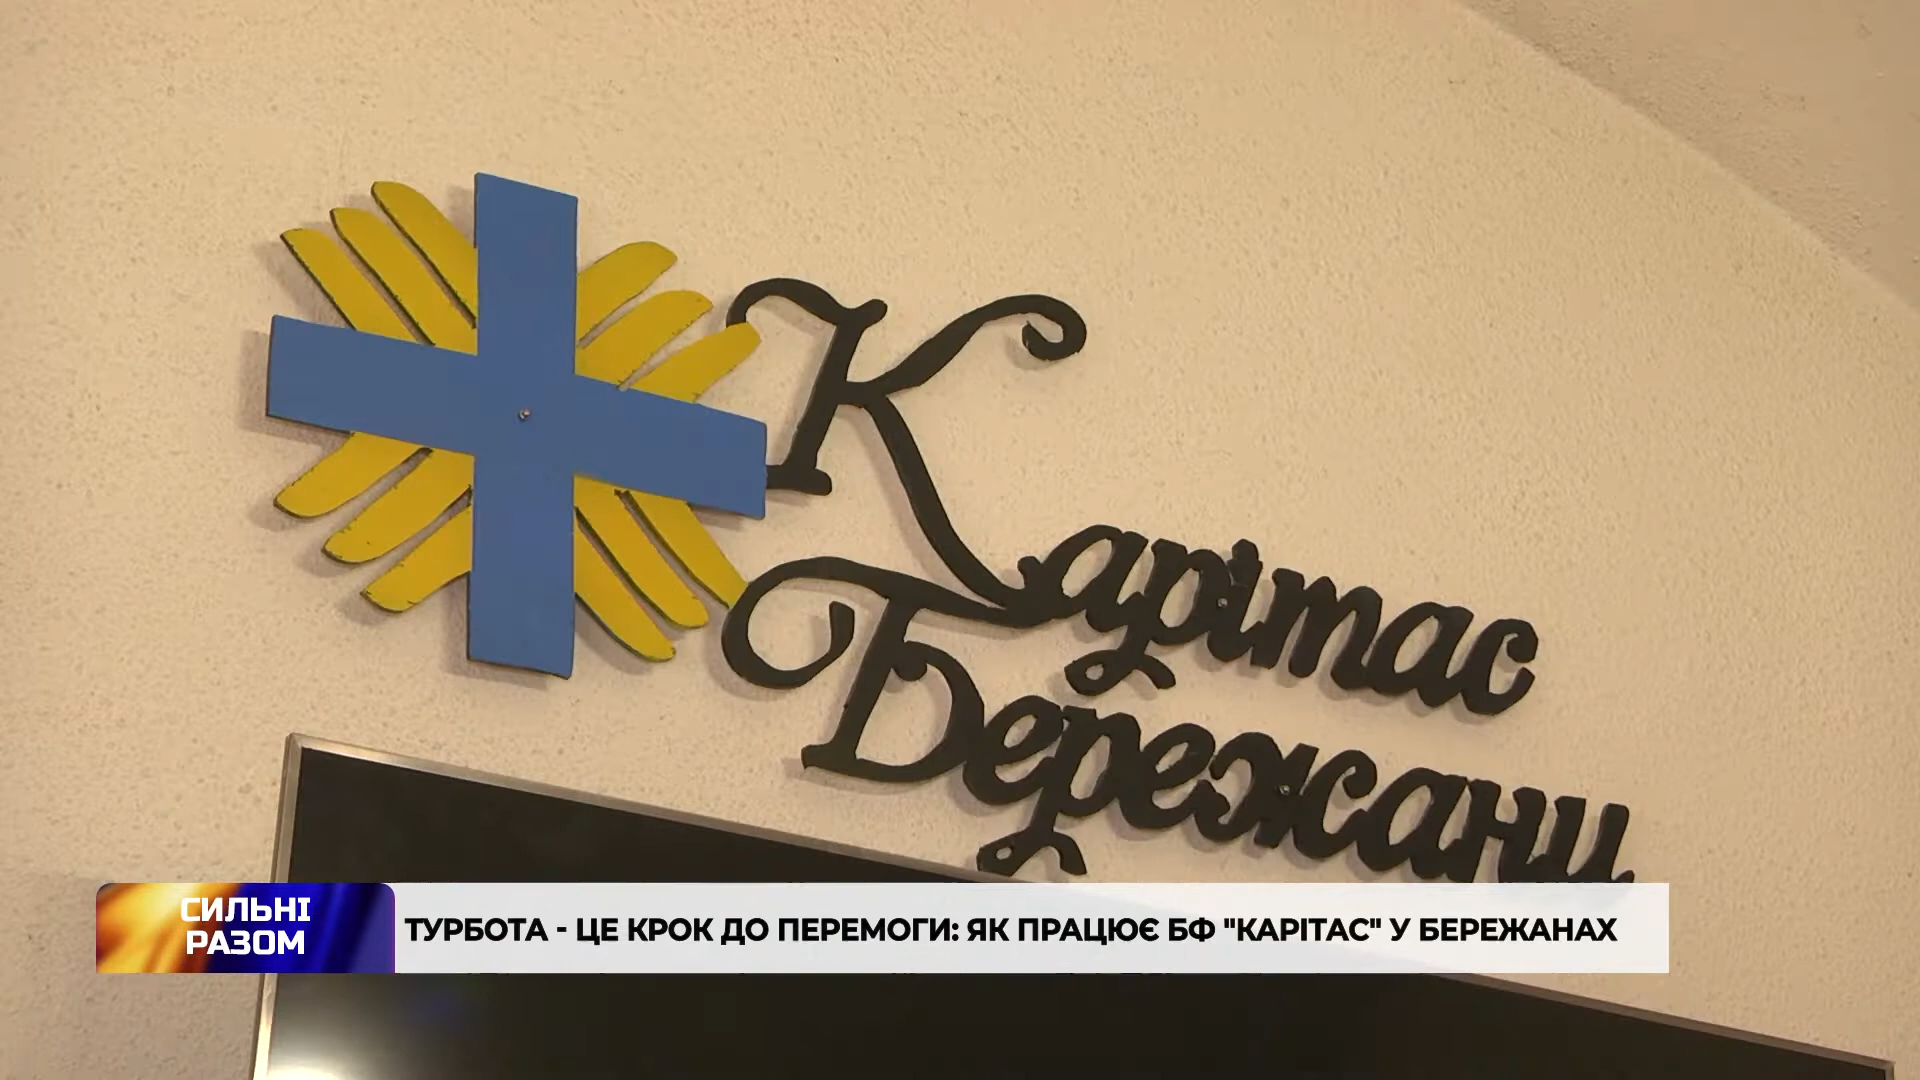 Карітас
Бережани
СИЛЬНІ
РАЗОМ
ТУРБОТА - ЦЕ КРОК ДО ПЕРЕМОГИ: ЯК ПРАЦЮЄ БФ "КАРІТАС" У БЕРЕЖАНАХ